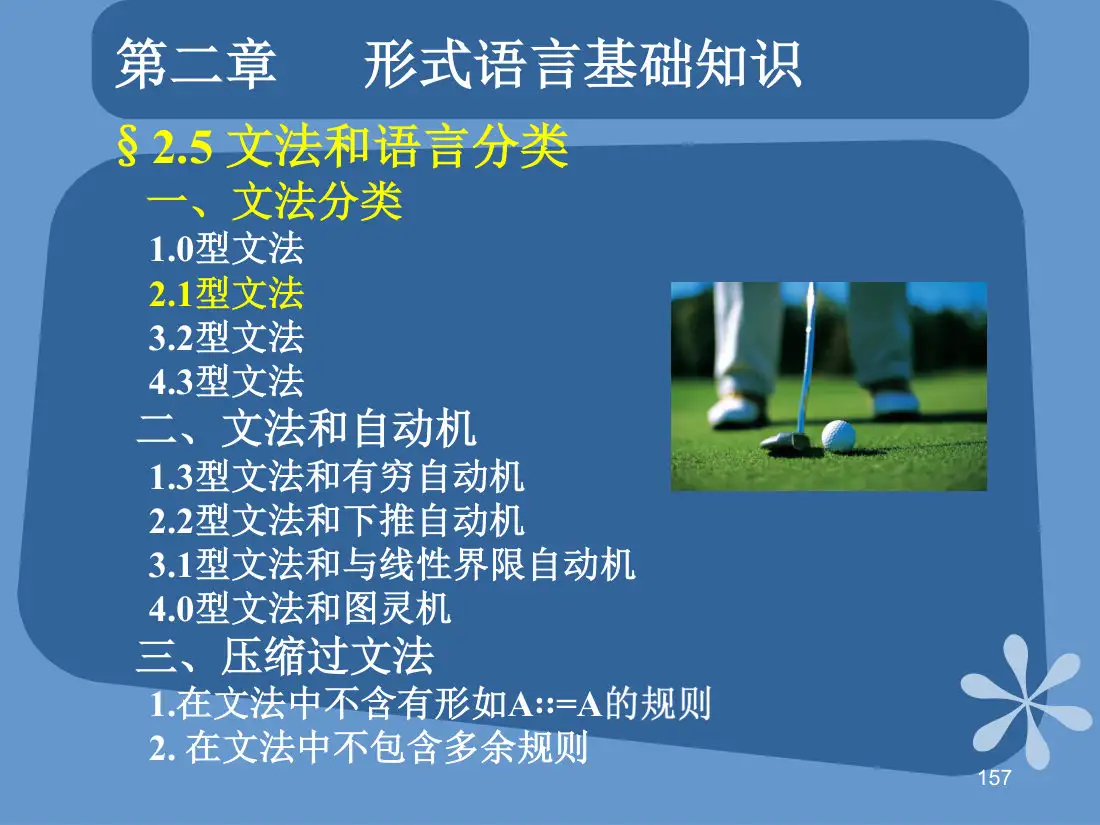 第二章 形式语言基础知识
§2.5 文法和语言分类
一、文法分类
1.0型文法
2.1型文法
3.2型文法
4.3型文法
二、文法和自动机
1.3型文法和有穷自动机
2.2型文法和下推自动机
3.1型文法和与线性界限自动机
4.0型文法和图灵机
三、压缩过文法
1.在文法中不含有形如A::=A的规则
2. 在文法中不包含多余规则
157